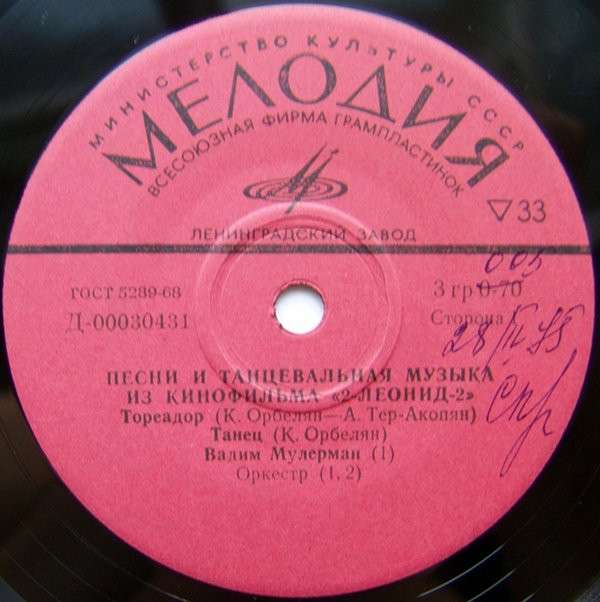 МИНИСТЕРСТВО КУЛЬТУРЫ СССР
МЕЛОДИЯ
ВСЕСОЮЗНАЯ ФИРМА ГРАМПЛАСТИНОК
▽33
ЛЕНИНГРАДСКИЙ ЗАВОД
ГОСТ 5289-68
3 гр 0-70
Д-00030431
Сторона
ПЕСНИ И ТАНЦЕВАЛЬНАЯ МУЗЫКА
ИЗ КИНОФИЛЬМА «2-ЛЕОНИД-2»
Тореадор (К. Орбелян—А. Тер-Акопян)
Танец (К. Орбелян)
Вадим Мулерман (1)
Оркестр (1, 2)